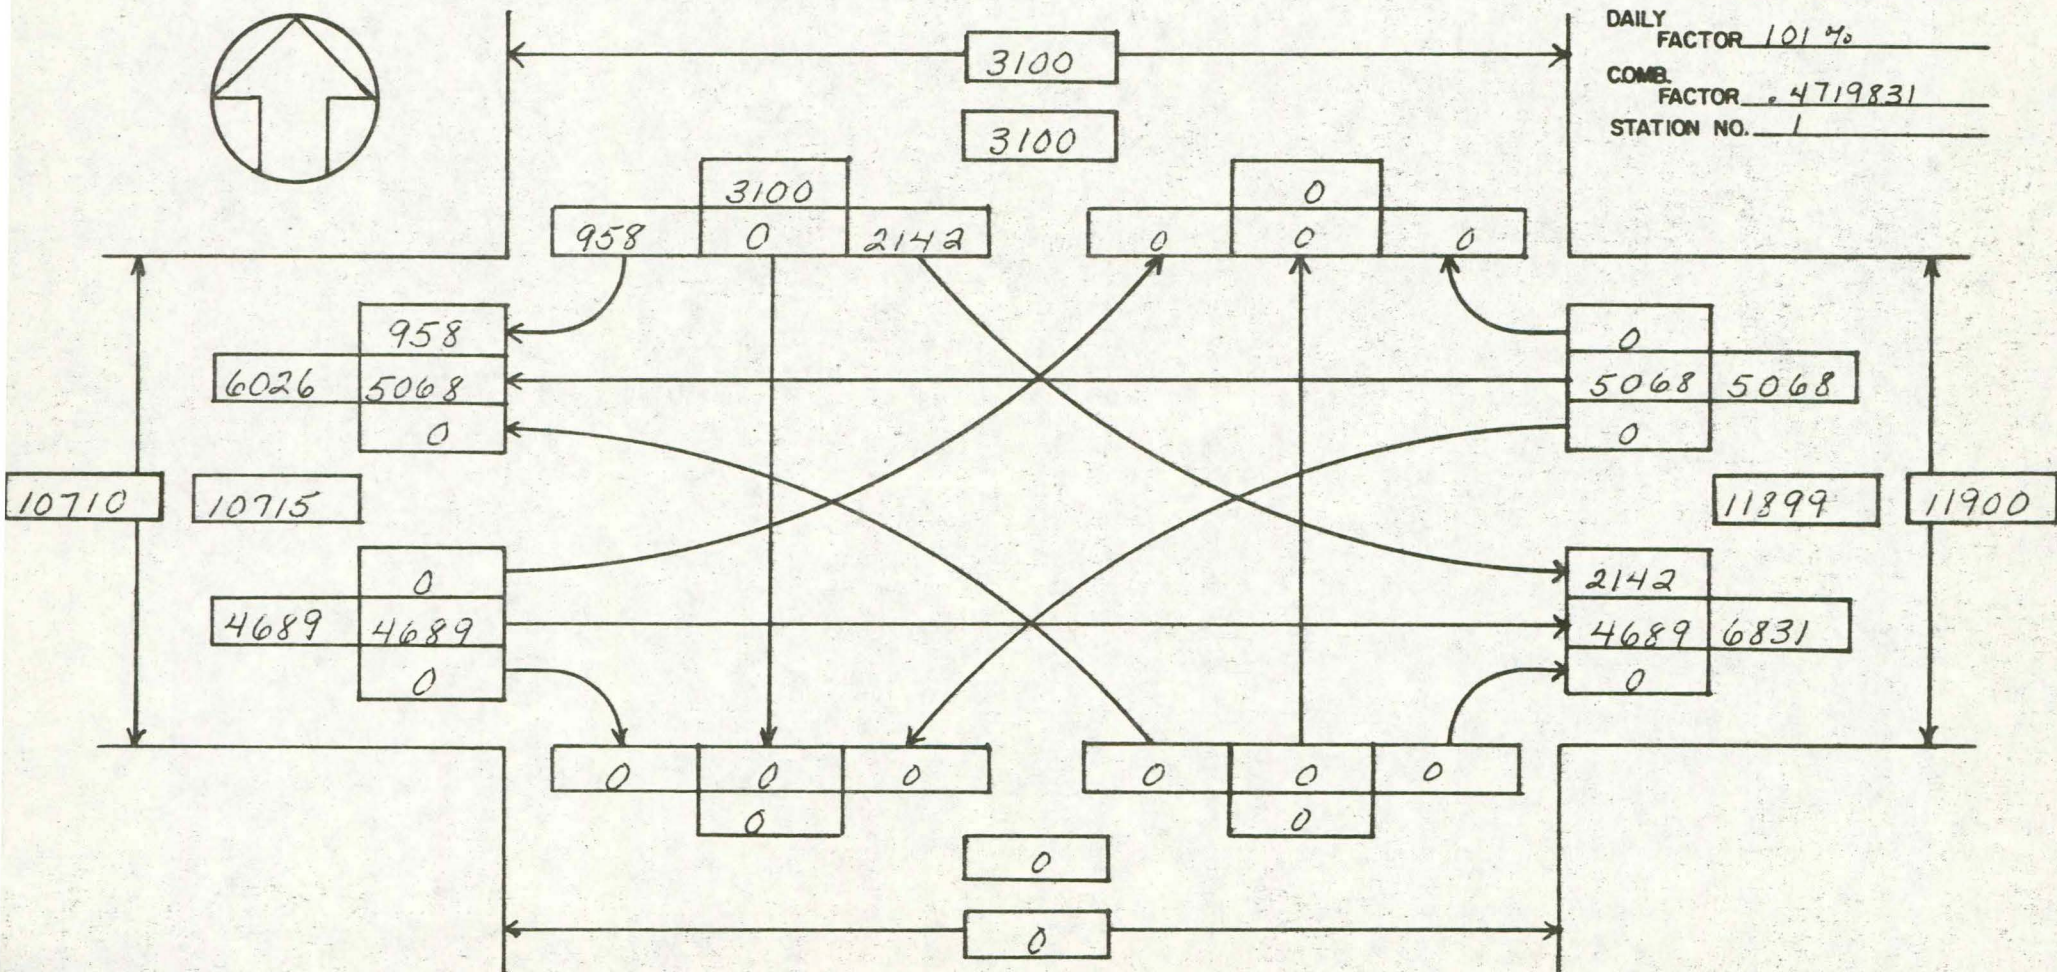 DAILY
FACTOR 101 %
3100
COMB.
FACTOR .4719831
3100
STATION NO. 1
3100 0
958 0 2142 0 0 0
958 0
6026 5068 5068 5068
0 0
10710 10715 11899 11900
0 2142
4689 4689 4689 6831
0 0
0 0 0 0 0 0
0 0
0
0